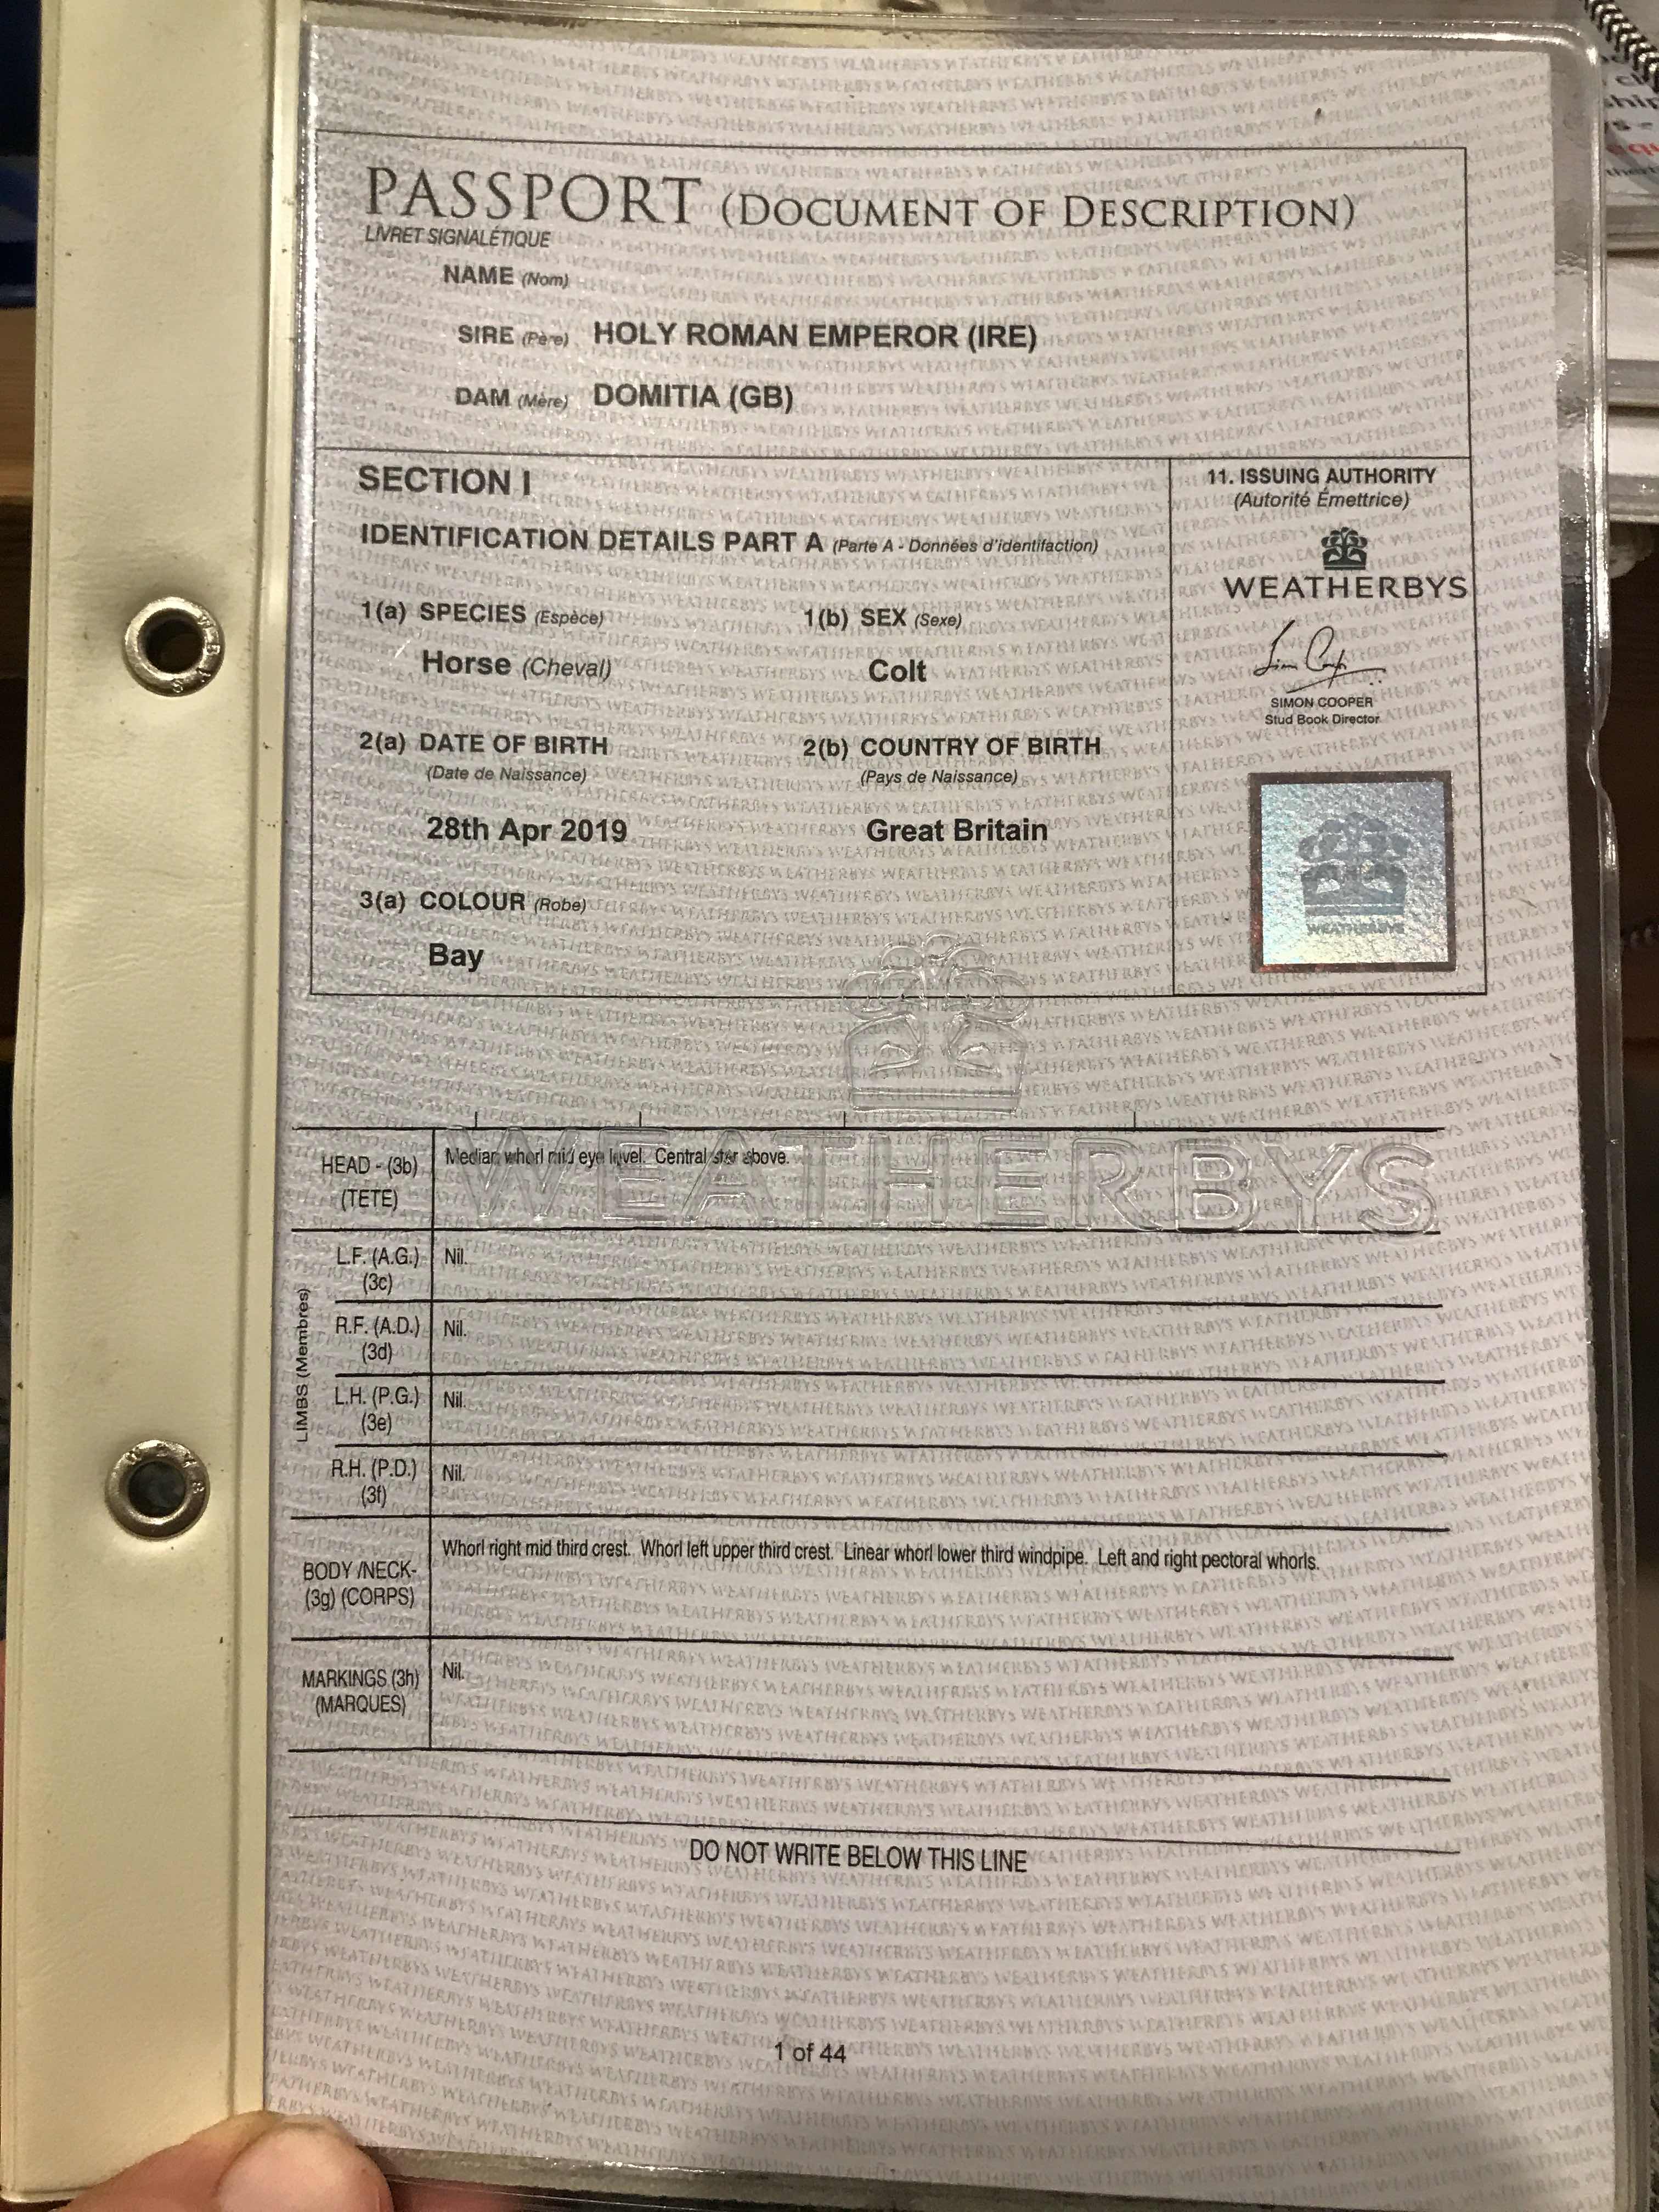 PASSPORT (DOCUMENT OF DESCRIPTION)
LIVRET SIGNALÉTIQUE
NAME (Nom)
SIRE (Père) HOLY ROMAN EMPEROR (IRE)
DAM (Mère) DOMITIA (GB)
SECTION I
IDENTIFICATION DETAILS PART A (Parte A - Données d'identifaction)
1(a) SPECIES (Espèce) 1(b) SEX (Sexe)
Horse (Cheval) Colt
2(a) DATE OF BIRTH 2(b) COUNTRY OF BIRTH
(Date de Naissance) (Pays de Naissance)
28th Apr 2019 Great Britain
3(a) COLOUR (Robe)
Bay
11. ISSUING AUTHORITY
(Autorité Émettrice)
WEATHERBYS
SIMON COOPER
Stud Book Director
WEATHERBYS
WEATHERBYS
HEAD - (3b) Median whorl mid eye level. Central star above.
(TETE)
LIMBS (Membres)
L.F. (A.G.) Nil.
(3c)
R.F. (A.D.) Nil.
(3d)
L.H. (P.G.) Nil.
(3e)
R.H. (P.D.) Nil.
(3f)
BODY /NECK- Whorl right mid third crest. Whorl left upper third crest. Linear whorl lower third windpipe. Left and right pectoral whorls.
(3g) (CORPS)
MARKINGS (3h) Nil.
(MARQUES)
DO NOT WRITE BELOW THIS LINE
1 of 44